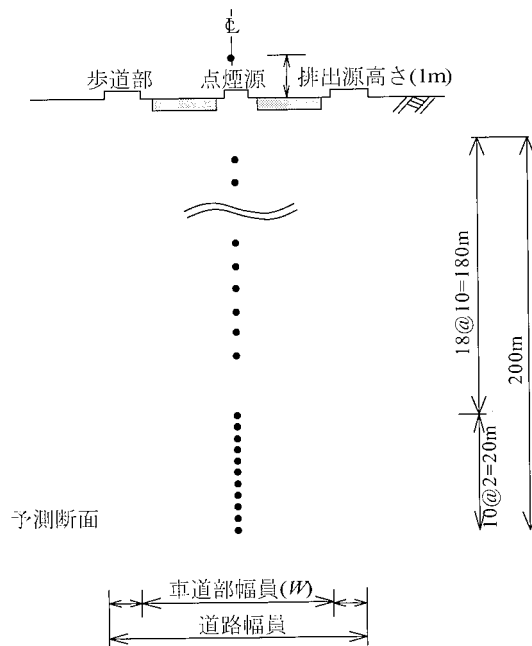 ℄
歩道部
点煙源
排出源高さ(1m)
18@10=180m
200m
10@2=20m
予測断面
車道部幅員(W)
道路幅員